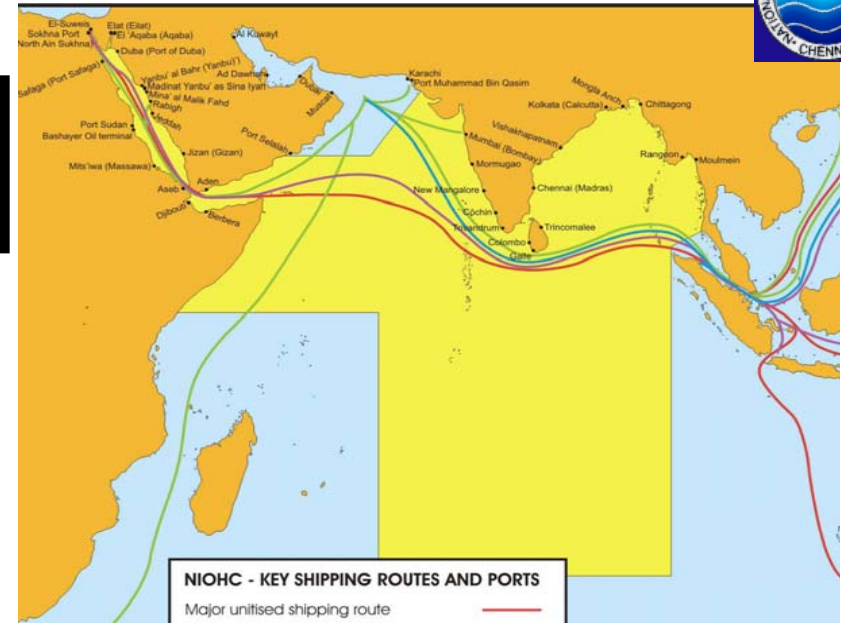 NATION
CHENN
El-Suweis
Elat (Eilat)
Sokhna Port
El 'Aqaba (Aqaba)
North Ain Sukhna)
Duba (Port of Duba)
Safaga (Port Safaga)
Yanbu' al Bahr (Yanbu')
Madinat Yanbu' as Sina Iyah
Mina' al Malik Fahd
Rabigh
Jeddah
Port Sudan
Bashayer Oil terminal
Jizan (Gizan)
Mits'iwa (Massawa)
Aseb
Aden
Djibouti
Berbera
Al Kuwayt
Ad Dawhah
Dubai
Muscat
Port Selalah
Karachi
Port Muhammad Bin Qasim
Mumbai (Bombay)
Mormugao
New Mangalore
Cochin
Trivandrum
Colombo
Galle
Trincomalee
Chennai (Madras)
Vishakhapatnam
Kolkata (Calcutta)
Mongla Anch
Chittagong
Rangoon
Moulmein
NIOHC - KEY SHIPPING ROUTES AND PORTS
Major unitised shipping route